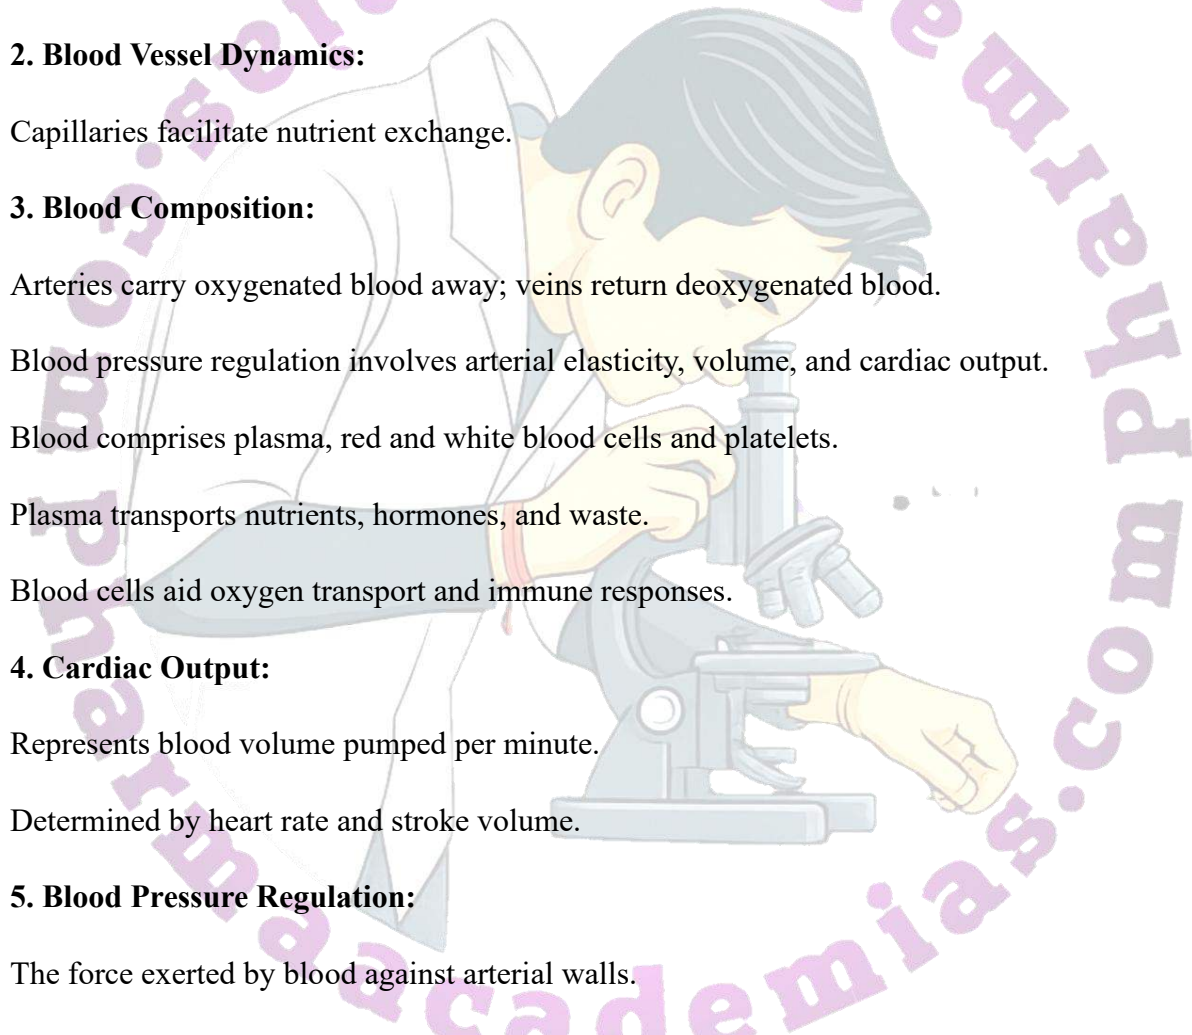 2. Blood Vessel Dynamics:
Capillaries facilitate nutrient exchange.
3. Blood Composition:
Arteries carry oxygenated blood away; veins return deoxygenated blood.
Blood pressure regulation involves arterial elasticity, volume, and cardiac output.
Blood comprises plasma, red and white blood cells and platelets.
Plasma transports nutrients, hormones, and waste.
Blood cells aid oxygen transport and immune responses.
4. Cardiac Output:
Represents blood volume pumped per minute.
Determined by heart rate and stroke volume.
5. Blood Pressure Regulation:
The force exerted by blood against arterial walls.